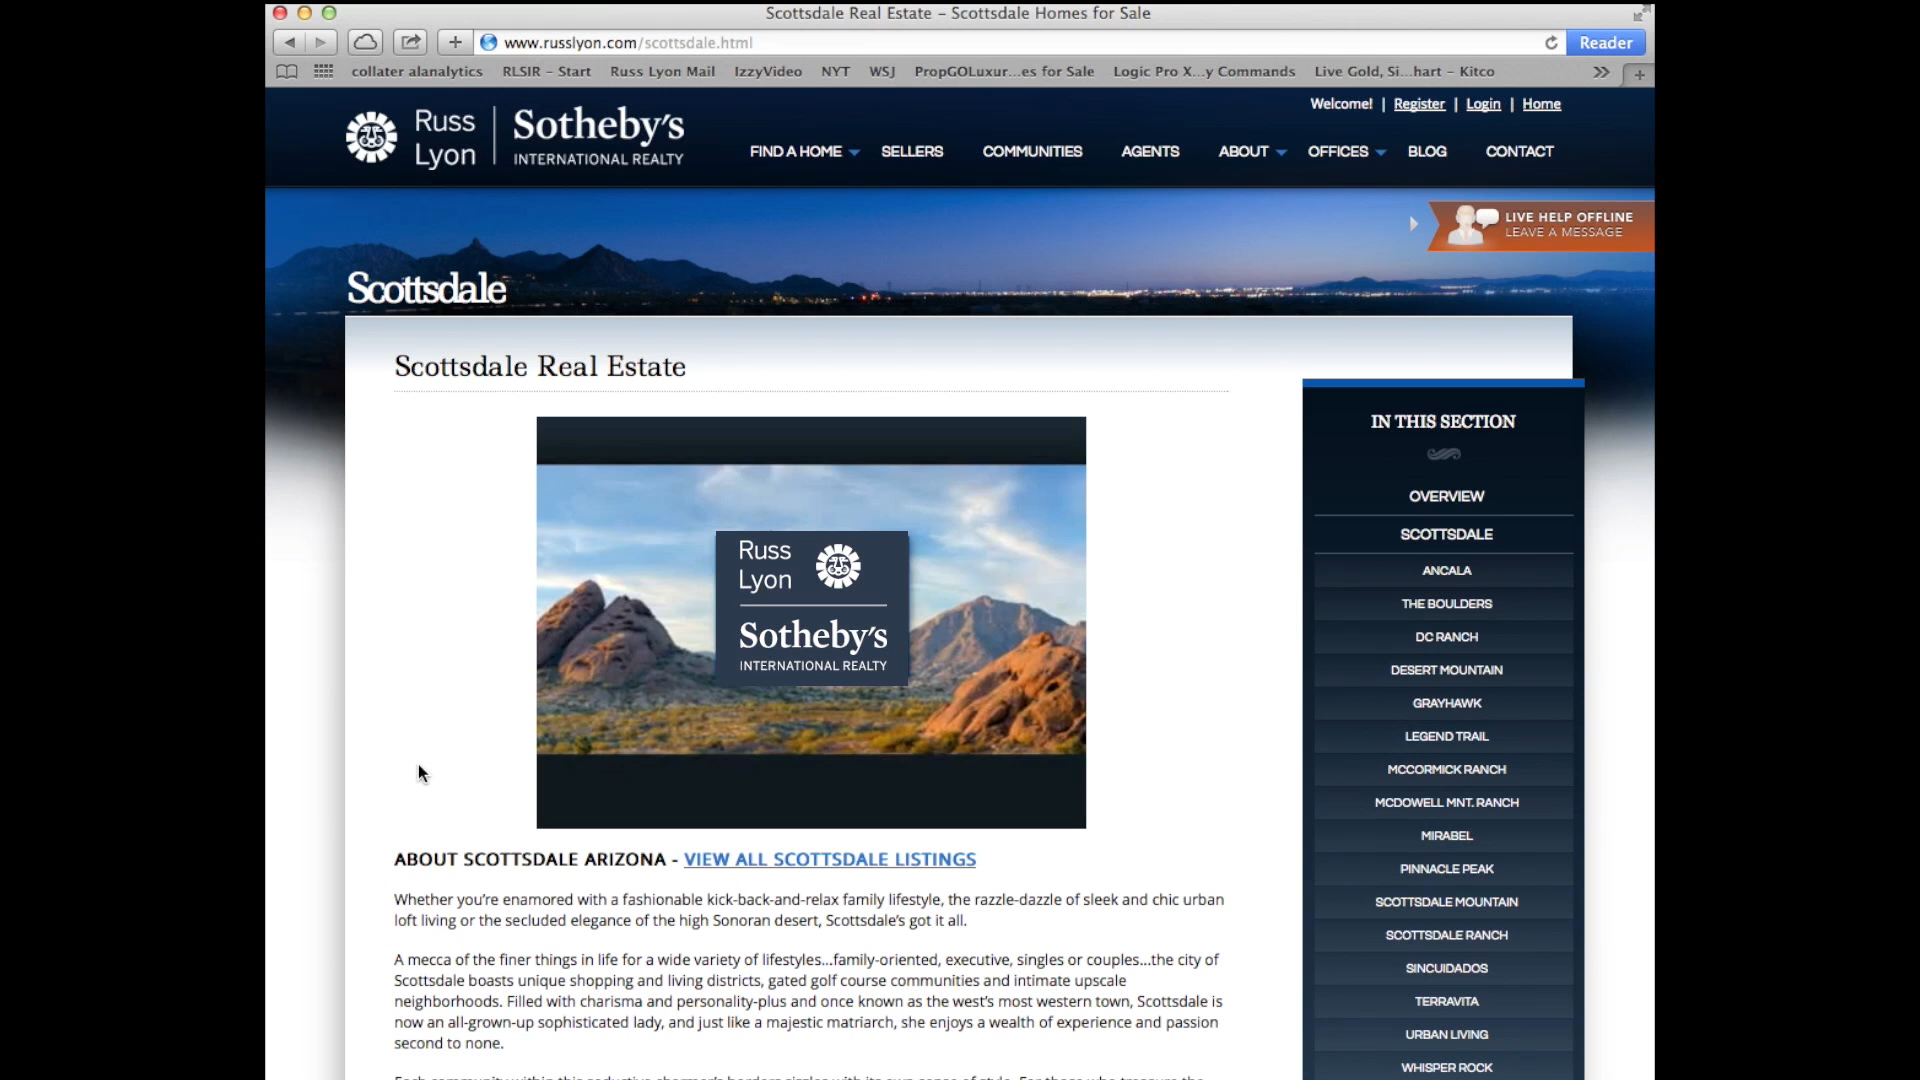 Scottsdale Real Estate – Scottsdale Homes for Sale
www.russlyon.com/scottsdale.html
Reader
collater alanalytics RLSIR – Start Russ Lyon Mail IzzyVideo NYT WSJ PropGOLuxur...es for Sale Logic Pro X...y Commands Live Gold, Si...hart – Kitco
Welcome! | Register | Login | Home
Russ Lyon Sotheby's INTERNATIONAL REALTY
FIND A HOME SELLERS COMMUNITIES AGENTS ABOUT OFFICES BLOG CONTACT
LIVE HELP OFFLINE
LEAVE A MESSAGE
Scottsdale
Scottsdale Real Estate
Russ
Lyon
Sotheby's
INTERNATIONAL REALTY
ABOUT SCOTTSDALE ARIZONA - VIEW ALL SCOTTSDALE LISTINGS
Whether you're enamored with a fashionable kick-back-and-relax family lifestyle, the razzle-dazzle of sleek and chic urban
loft living or the secluded elegance of the high Sonoran desert, Scottsdale's got it all.
A mecca of the finer things in life for a wide variety of lifestyles...family-oriented, executive, singles or couples...the city of
Scottsdale boasts unique shopping and living districts, gated golf course communities and intimate upscale
neighborhoods. Filled with charisma and personality-plus and once known as the west's most western town, Scottsdale is
now an all-grown-up sophisticated lady, and just like a majestic matriarch, she enjoys a wealth of experience and passion
second to none.
IN THIS SECTION
OVERVIEW
SCOTTSDALE
ANCALA
THE BOULDERS
DC RANCH
DESERT MOUNTAIN
GRAYHAWK
LEGEND TRAIL
MCCORMICK RANCH
MCDOWELL MNT. RANCH
MIRABEL
PINNACLE PEAK
SCOTTSDALE MOUNTAIN
SCOTTSDALE RANCH
SINCUIDADOS
TERRAVITA
URBAN LIVING
WHISPER ROCK